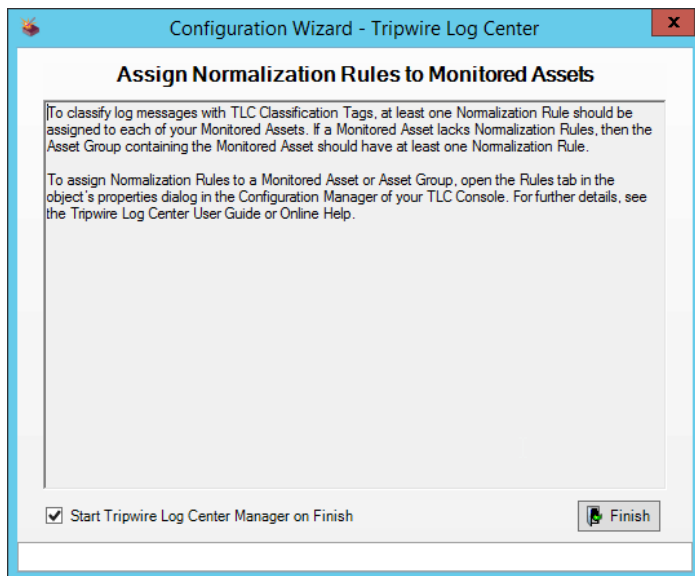 Configuration Wizard - Tripwire Log Center
x
Assign Normalization Rules to Monitored Assets
To classify log messages with TLC Classification Tags, at least one Normalization Rule should be
assigned to each of your Monitored Assets. If a Monitored Asset lacks Normalization Rules, then the
Asset Group containing the Monitored Asset should have at least one Normalization Rule.
To assign Normalization Rules to a Monitored Asset or Asset Group, open the Rules tab in the
object's properties dialog in the Configuration Manager of your TLC Console. For further details, see
the Tripwire Log Center User Guide or Online Help.
Start Tripwire Log Center Manager on Finish
Finish